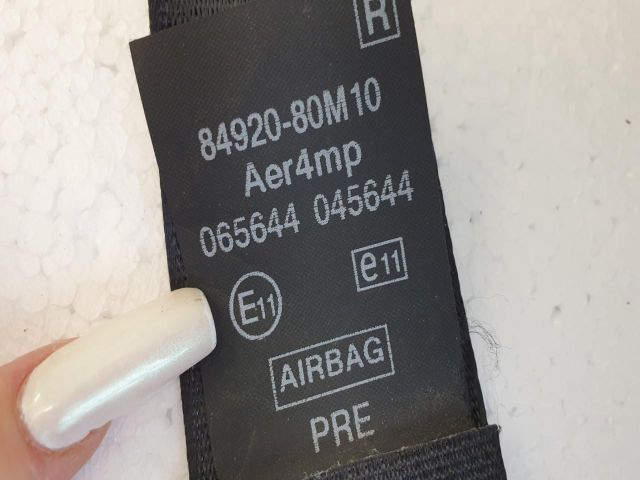 R
84920-80M10
Aer4mp
065644 045644
E11 e11
AIRBAG
PRE